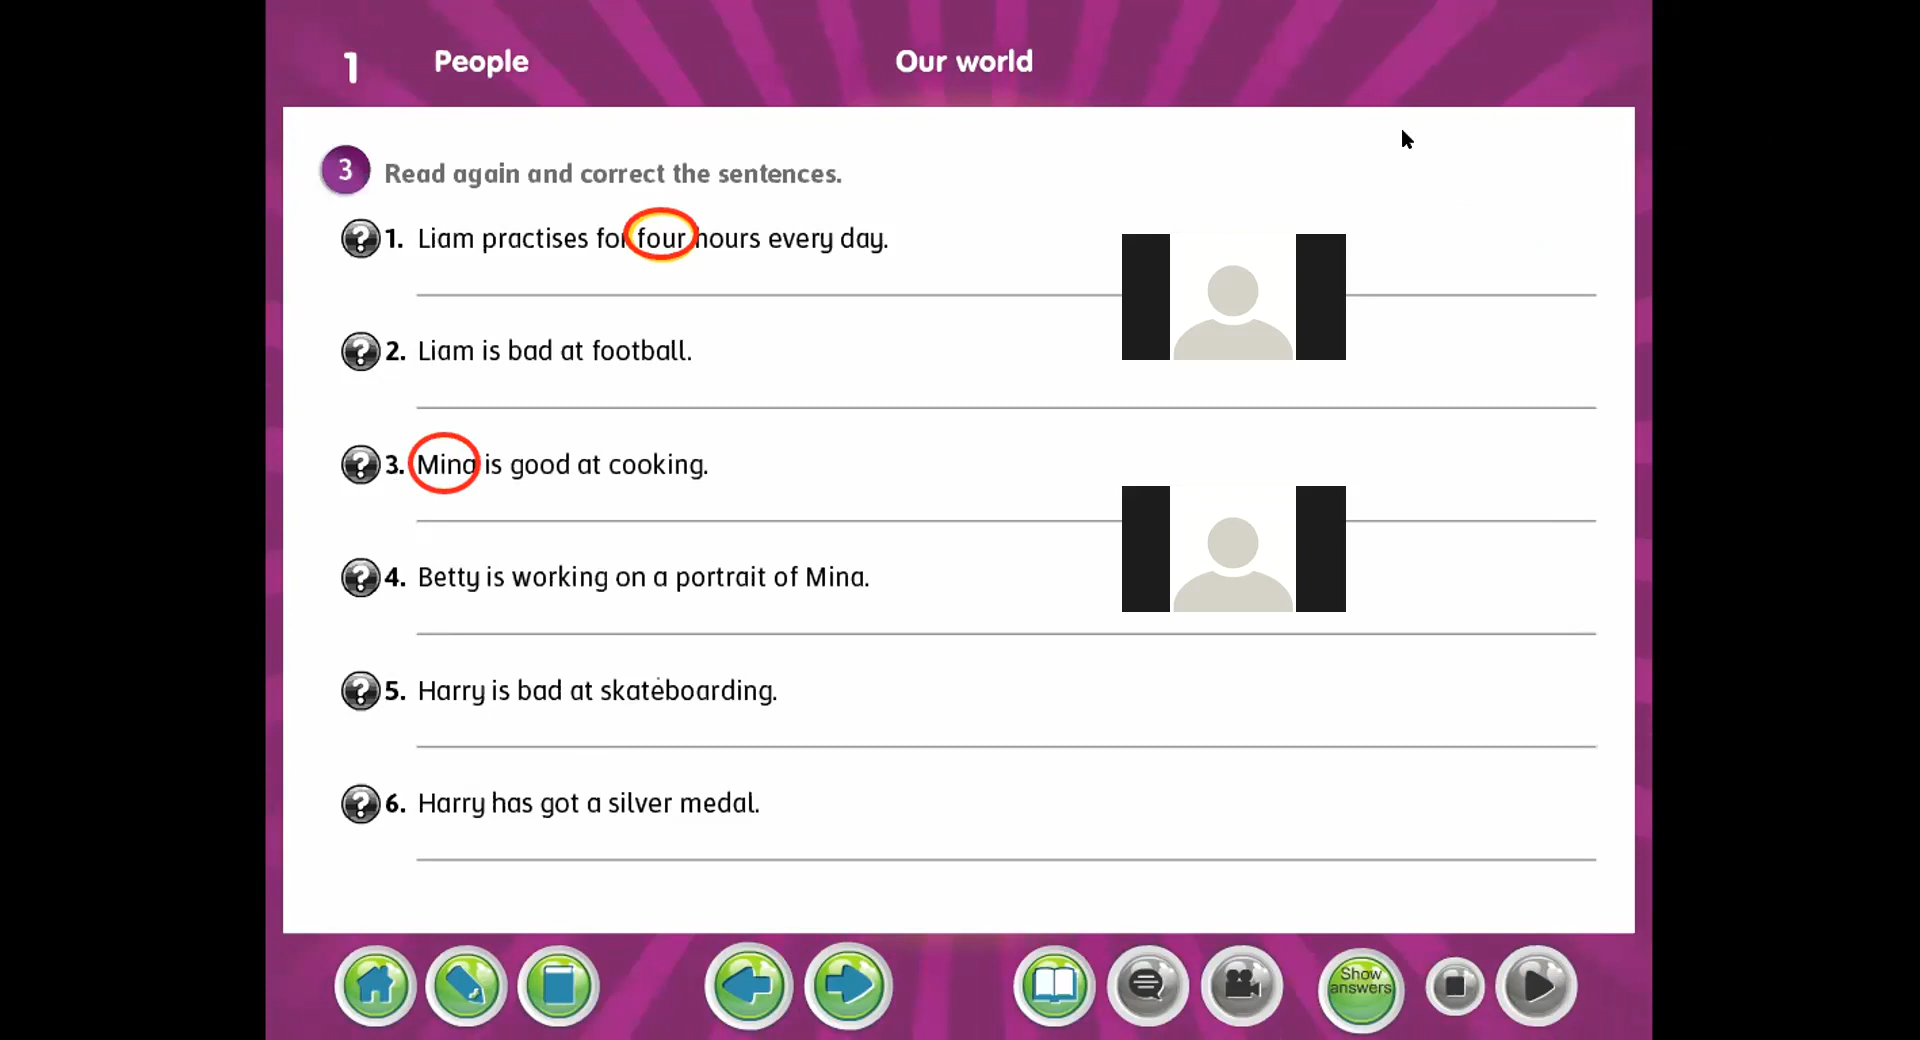 1 People Our world
3 Read again and correct the sentences.
1. Liam practises for four hours every day.
2. Liam is bad at football.
3. Mina is good at cooking.
4. Betty is working on a portrait of Mina.
5. Harry is bad at skateboarding.
6. Harry has got a silver medal.
Show
answers